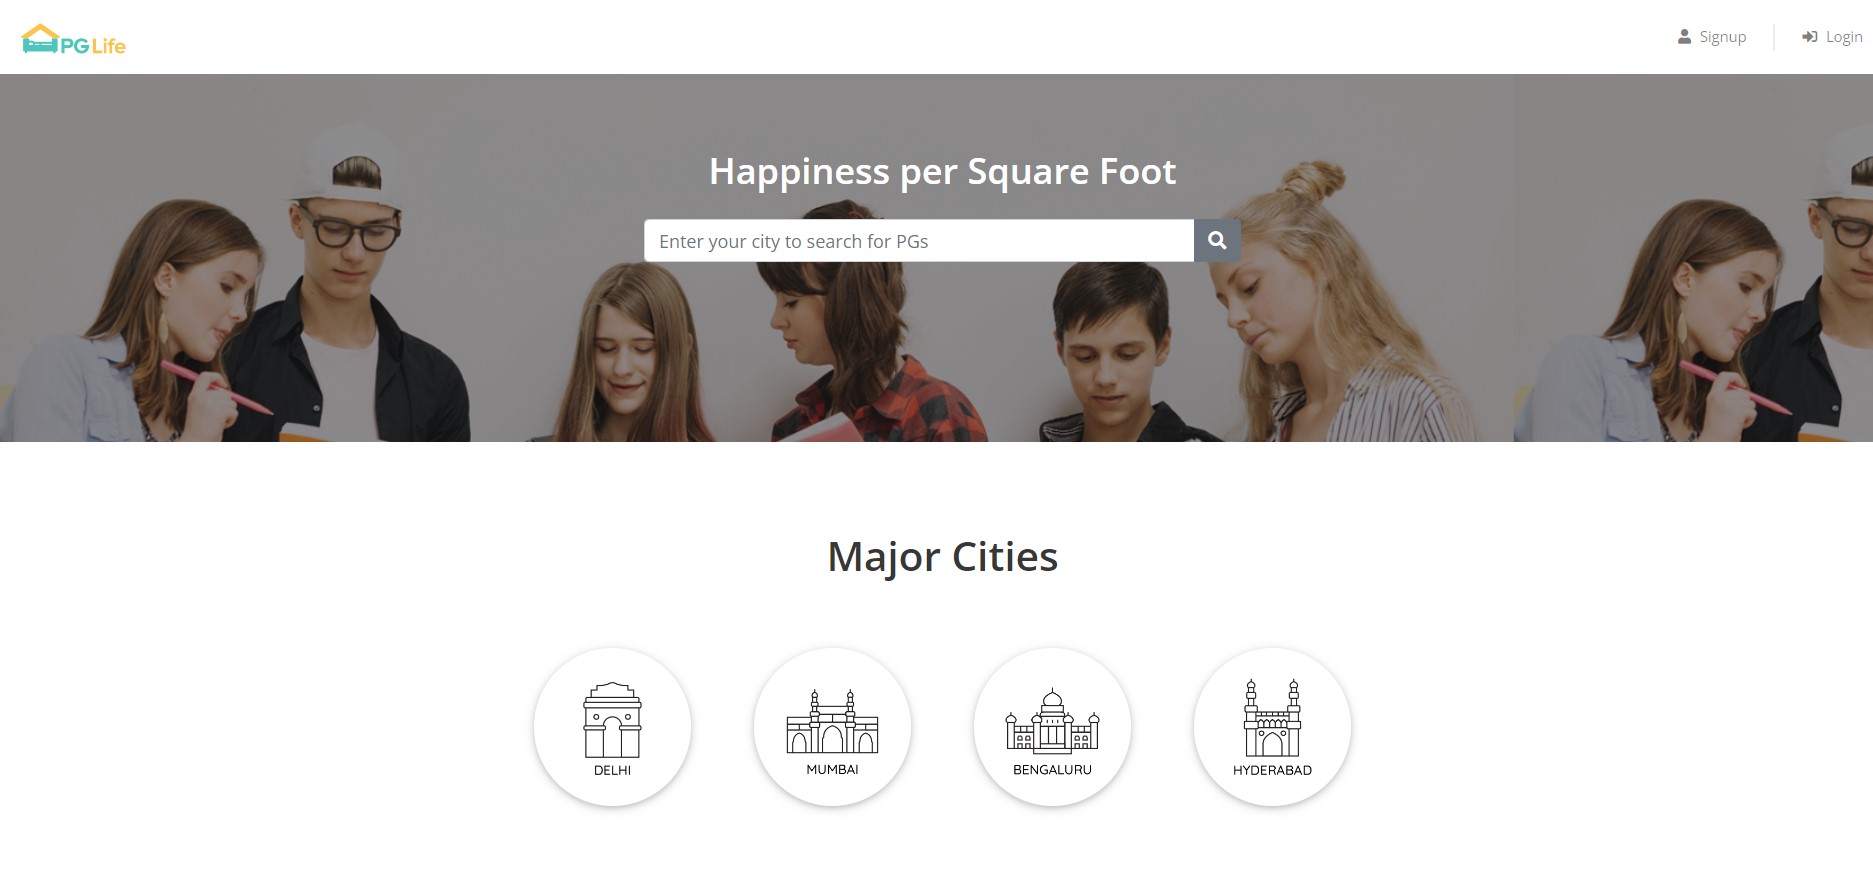 PG Life
Signup
Login
Happiness per Square Foot
Enter your city to search for PGs
Major Cities
DELHI
MUMBAI
BENGALURU
HYDERABAD